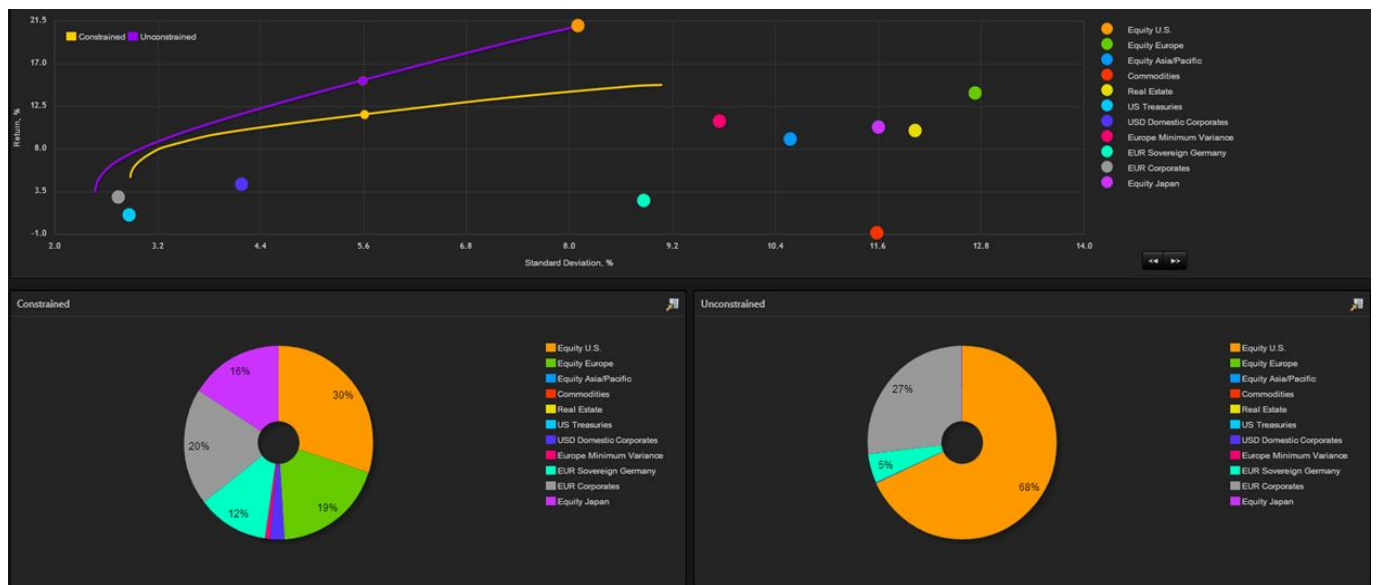 21.5
Constrained Unconstrained
17.0
12.5
8.0
3.5
-1.0
Return, %
2.0 3.2 4.4 5.6 6.8 8.0 9.2 10.4 11.6 12.8 14.0
Standard Deviation, %
Equity U.S.
Equity Europe
Equity Asia/Pacific
Commodities
Real Estate
US Treasuries
USD Domestic Corporates
Europe Minimum Variance
EUR Sovereign Germany
EUR Corporates
Equity Japan
Constrained
16%
30%
20%
12%
19%
Equity U.S.
Equity Europe
Equity Asia/Pacific
Commodities
Real Estate
US Treasuries
USD Domestic Corporates
Europe Minimum Variance
EUR Sovereign Germany
EUR Corporates
Equity Japan
Unconstrained
27%
5%
68%
Equity U.S.
Equity Europe
Equity Asia/Pacific
Commodities
Real Estate
US Treasuries
USD Domestic Corporates
Europe Minimum Variance
EUR Sovereign Germany
EUR Corporates
Equity Japan